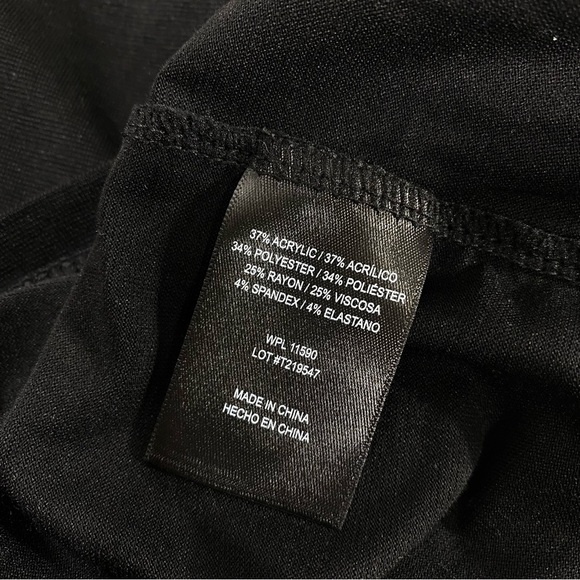 37% ACRYLIC / 37% ACRÍLICO
34% POLYESTER / 34% POLIÉSTER
25% RAYON / 25% VISCOSA
4% SPANDEX / 4% ELASTANO
WPL 11590
LOT #T219547
MADE IN CHINA
HECHO EN CHINA